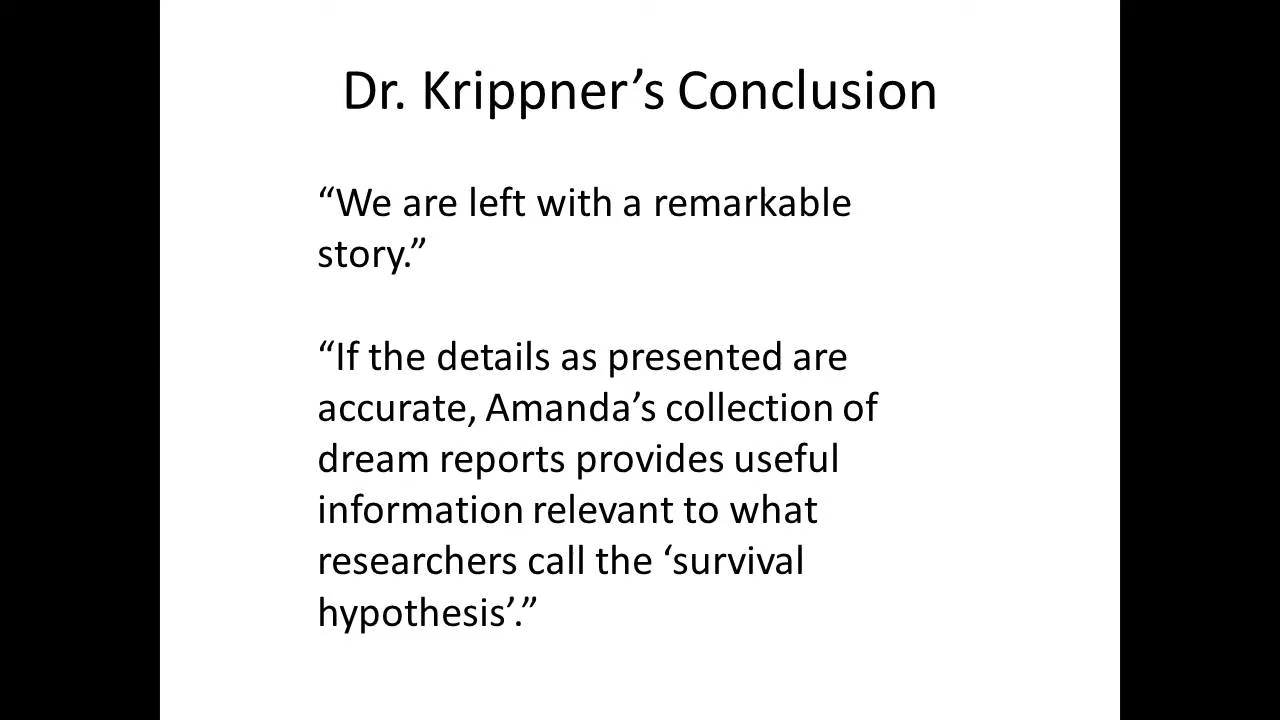 Dr. Krippner’s Conclusion
“We are left with a remarkable
story.”
“If the details as presented are
accurate, Amanda’s collection of
dream reports provides useful
information relevant to what
researchers call the ‘survival
hypothesis’.”